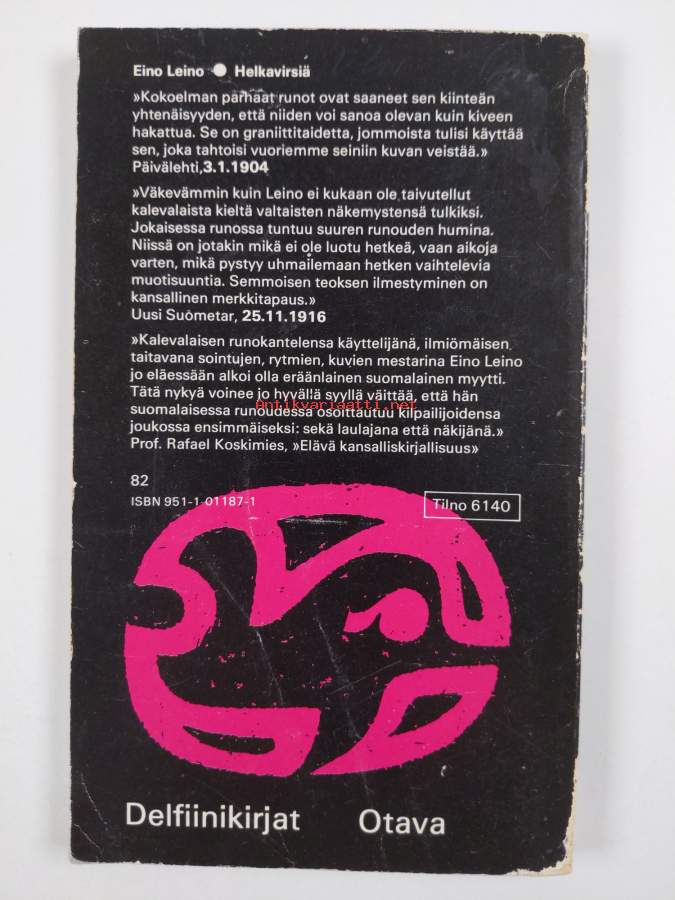 Eino Leino ● Helkavirsiä
»Kokoelman parhaat runot ovat saaneet sen kiinteän
yhtenäisyyden, että niiden voi sanoa olevan kuin kiveen
hakattua. Se on graniittitaidetta, jommoista tulisi käyttää
sen, joka tahtoisi vuoriemme seiniin kuvan veistää.»
Päivälehti,3.1.1904
»Väkevämmin kuin Leino ei kukaan ole taivutellut
kalevalaista kieltä valtaisten näkemystensä tulkiksi.
Jokaisessa runossa tuntuu suuren runouden humina.
Niissä on jotakin mikä ei ole luotu hetkeä, vaan aikoja
varten, mikä pystyy uhmailemaan hetken vaihtelevia
muotisuuntia. Semmoisen teoksen ilmestyminen on
kansallinen merkkitapaus.»
Uusi Suometar, 25.11.1916
»Kalevalaisen runokantelensa käyttelijänä, ilmiömäisen
taitavana sointujen, rytmien, kuvien mestarina Eino Leino
jo eläessään alkoi olla eräänlainen suomalainen myytti.
Tätä nykyä voinee jo hyvällä syyllä väittää, että hän
Antikvariaatti.net
suomalaisessa runoudessa osoittautuu kilpailijoidensa
joukossa ensimmäiseksi: sekä laulajana että näkijänä.»
Prof. Rafael Koskimies, »Elävä kansalliskirjallisuus»
82
ISBN 951-1-01187-1
Tilno 6140
Delfiinikirjat Otava